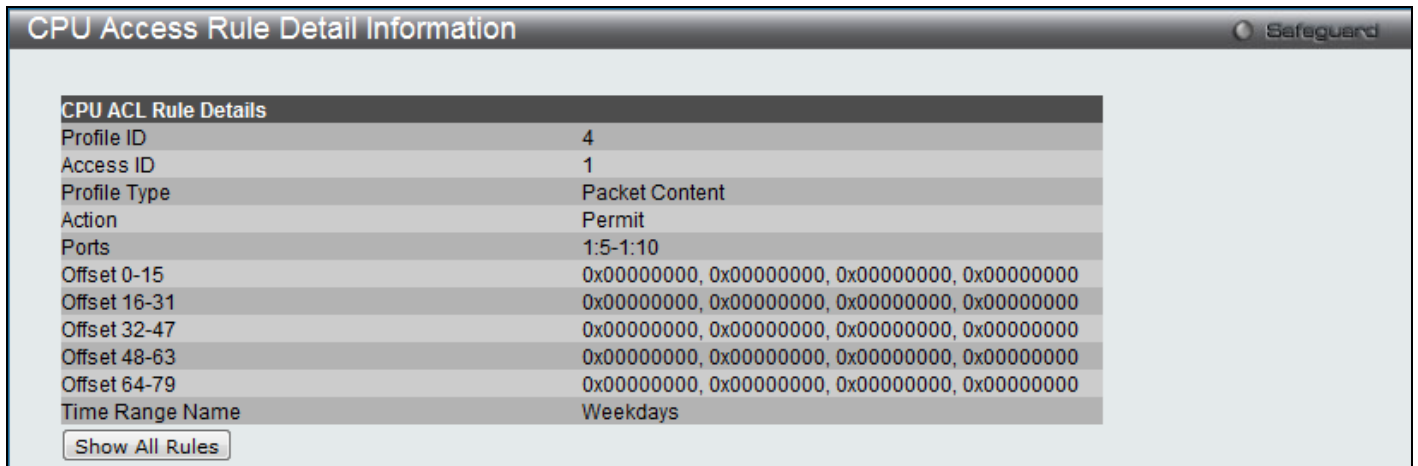 CPU Access Rule Detail Information Safeguard
CPU ACL Rule Details
Profile ID 4
Access ID 1
Profile Type Packet Content
Action Permit
Ports 1:5-1:10
Offset 0-15 0x00000000, 0x00000000, 0x00000000, 0x00000000
Offset 16-31 0x00000000, 0x00000000, 0x00000000, 0x00000000
Offset 32-47 0x00000000, 0x00000000, 0x00000000, 0x00000000
Offset 48-63 0x00000000, 0x00000000, 0x00000000, 0x00000000
Offset 64-79 0x00000000, 0x00000000, 0x00000000, 0x00000000
Time Range Name Weekdays
Show All Rules